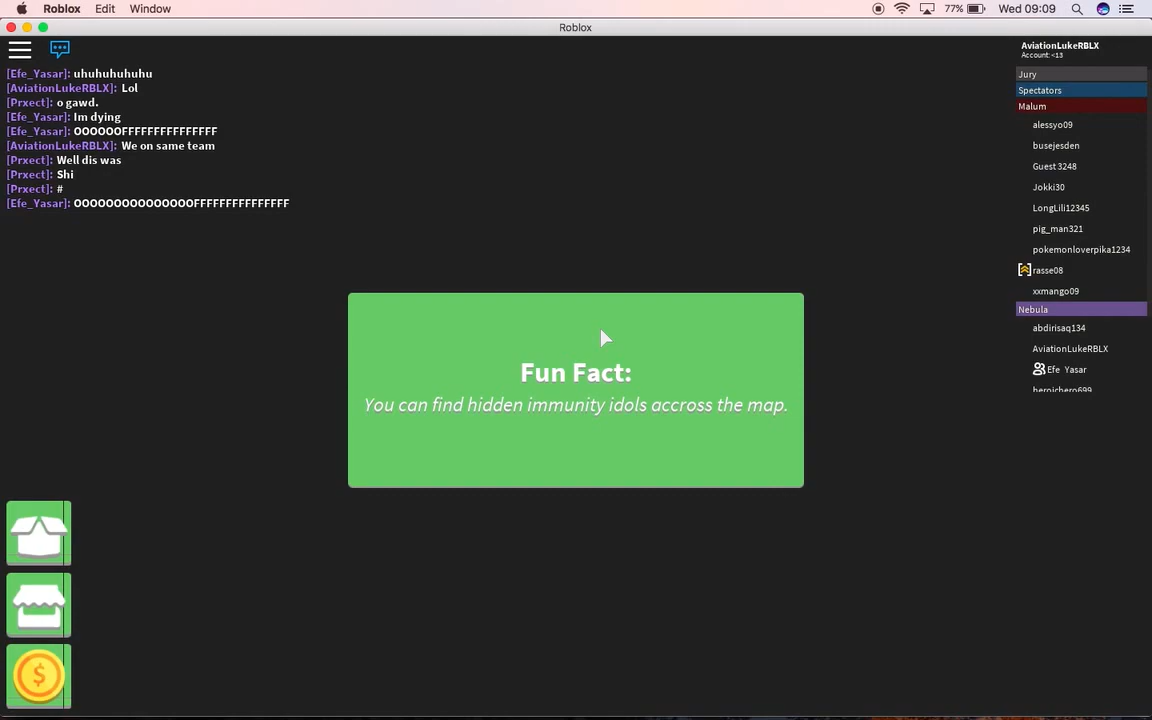 Roblox Edit Window 77% Wed 09:09
Roblox
[Efe_Yasar]: uhuhuhuhuhu
[AviationLukeRBLX]: Lol
[Prxect]: o gawd.
[Efe_Yasar]: Im dying
[Efe_Yasar]: OOOOOOFFFFFFFFFFFFFFF
[AviationLukeRBLX]: We on same team
[Prxect]: Well dis was
[Prxect]: Shi
[Prxect]: #
[Efe_Yasar]: OOOOOOOOOOOOOOOFFFFFFFFFFFFFFF
Fun Fact:
You can find hidden immunity idols accross the map.
AviationLukeRBLX
Account: <13
Jury
Spectators
Malum
alessyo09
busejesden
Guest 3248
Jokki30
LongLili12345
pig_man321
pokemonloverpika1234
rasse08
xxmango09
Nebula
abdirisaq134
AviationLukeRBLX
Efe Yasar